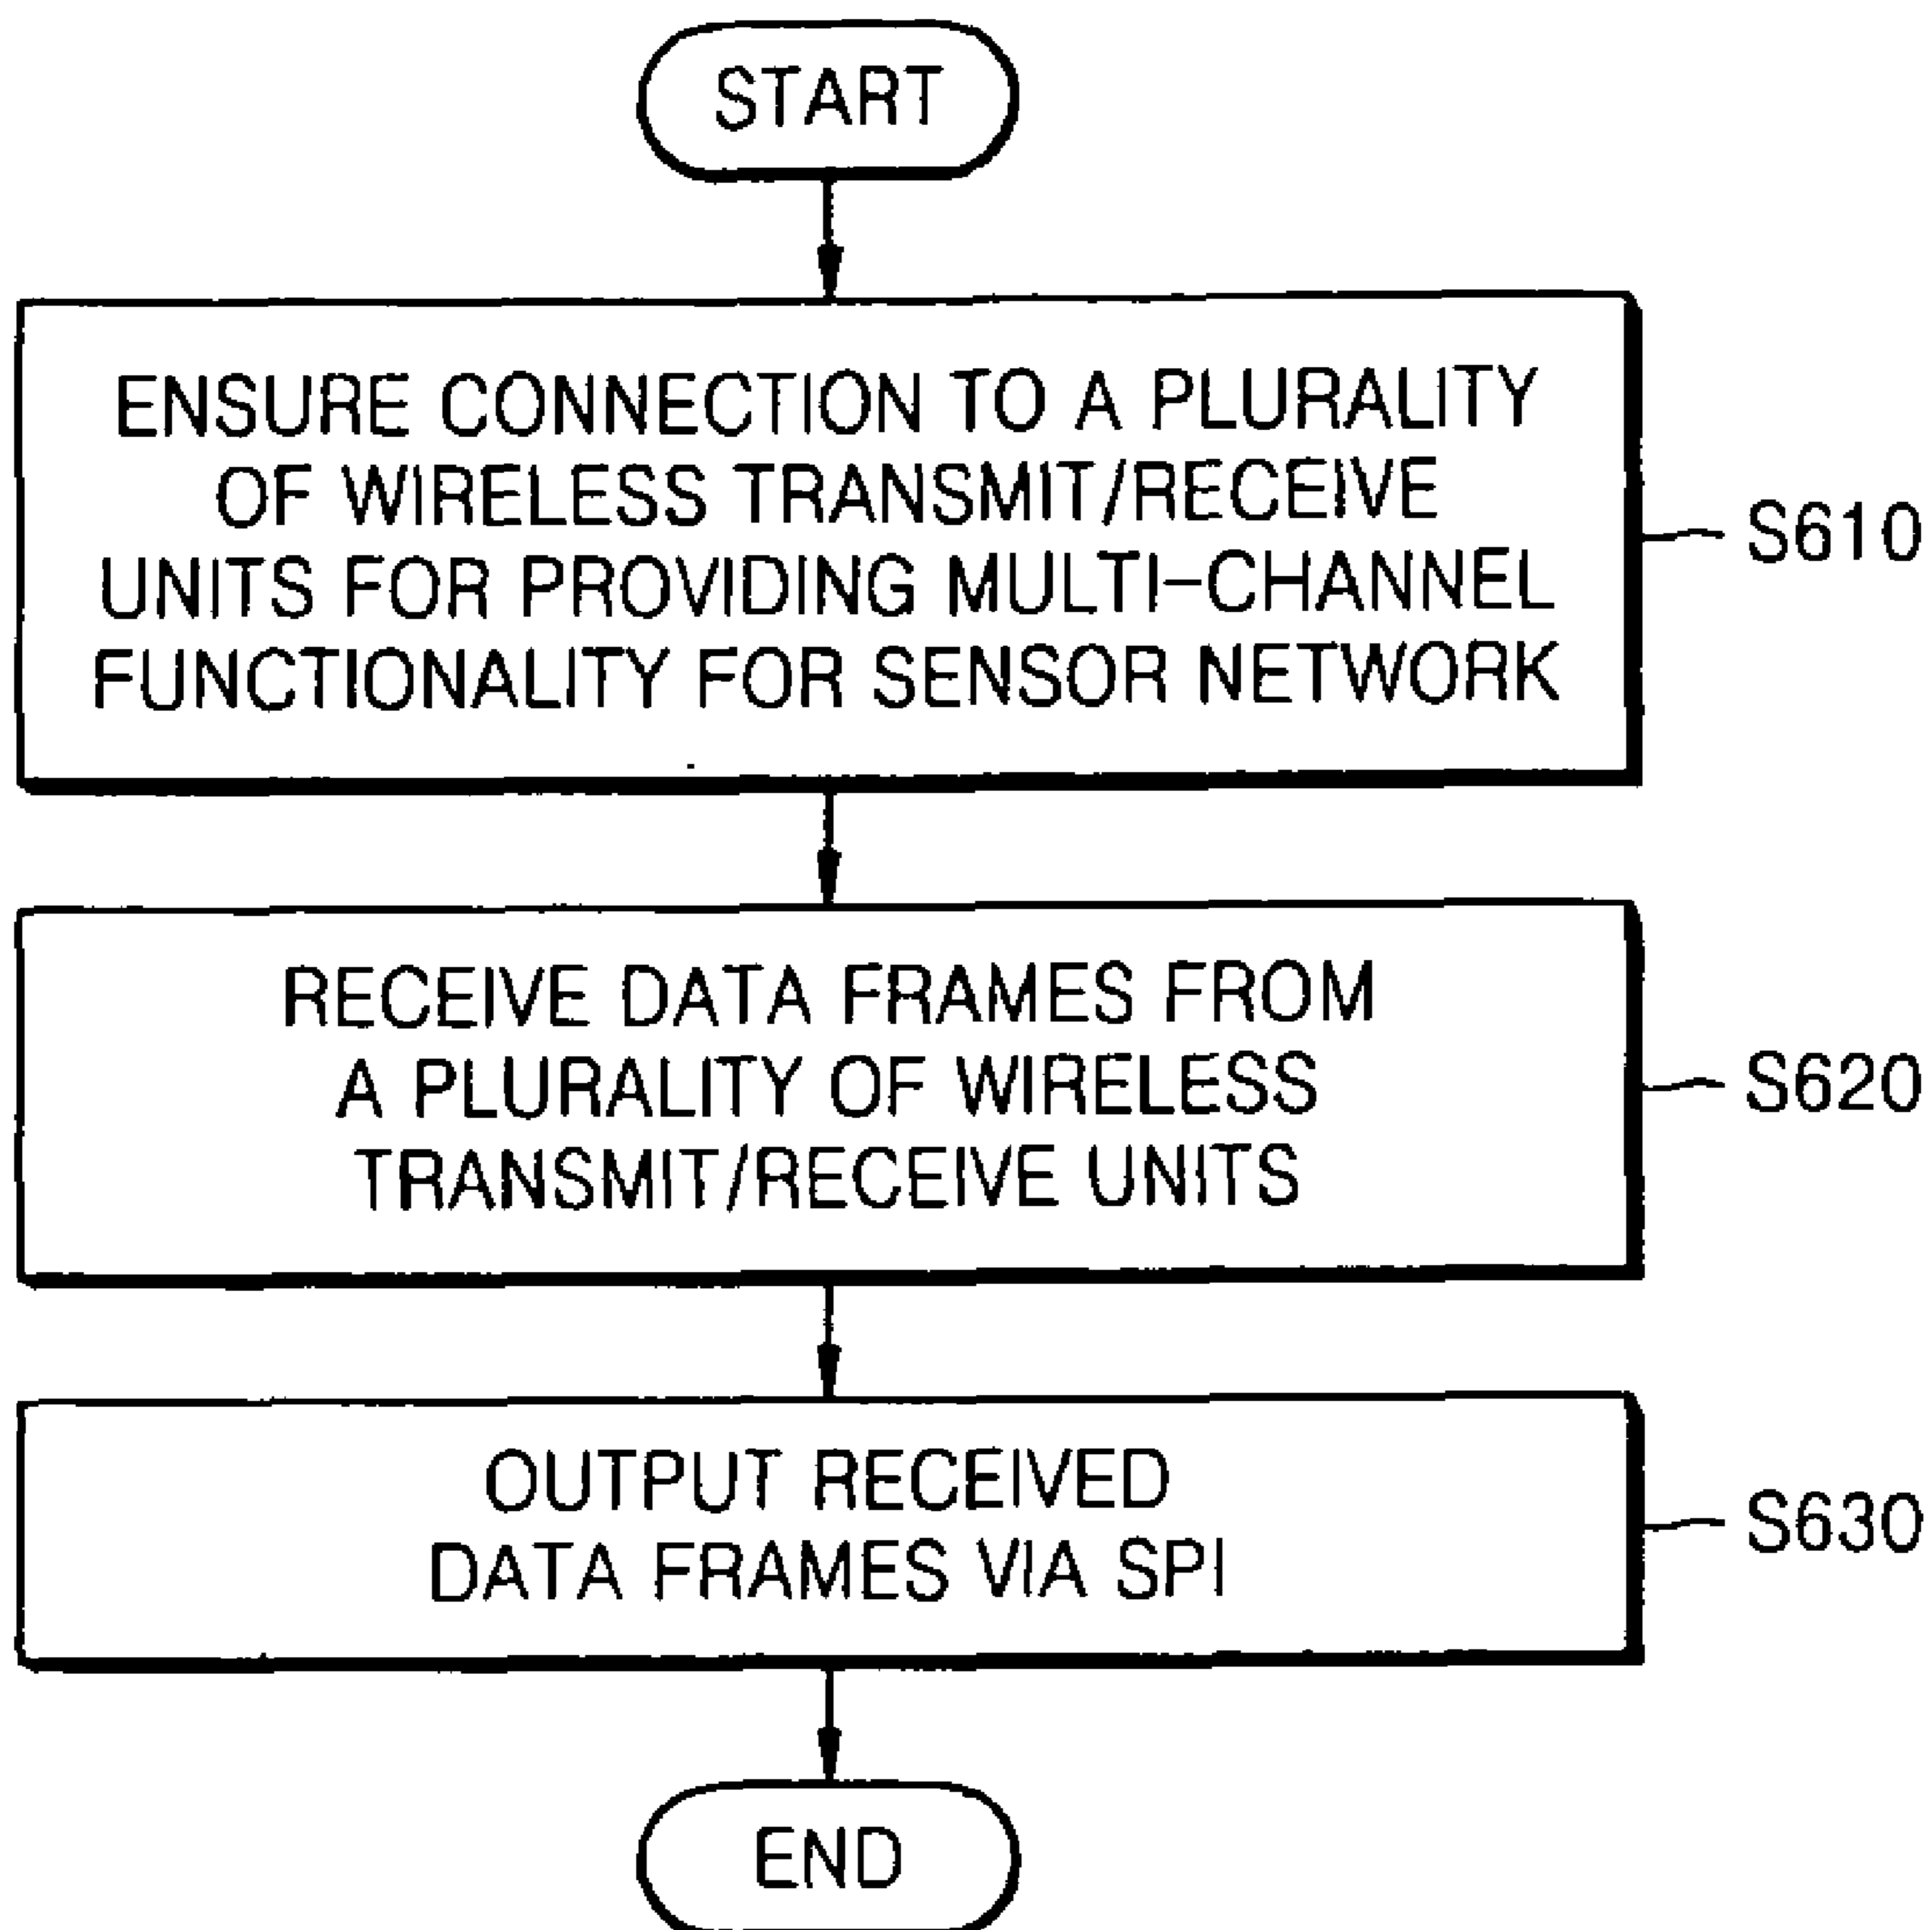 START
ENSURE CONNECTION TO A PLURALITY
OF WIRELESS TRANSMIT/RECEIVE
UNITS FOR PROVIDING MULTI-CHANNEL
FUNCTIONALITY FOR SENSOR NETWORK
S610
RECEIVE DATA FRAMES FROM
A PLURALITY OF WIRELESS
TRANSMIT/RECEIVE UNITS
S620
OUTPUT RECEIVED
DATA FRAMES VIA SPI
S630
END